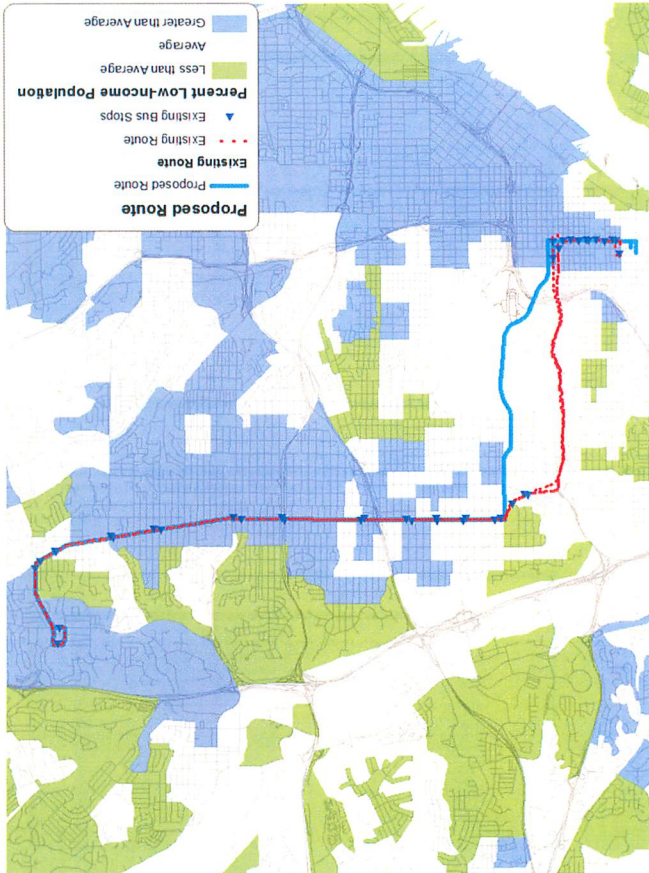 Proposed Route
Proposed Route
Existing Route
Existing Route
Existing Bus Stops
Percent Low-Income Population
Less than Average
Average
Greater than Average